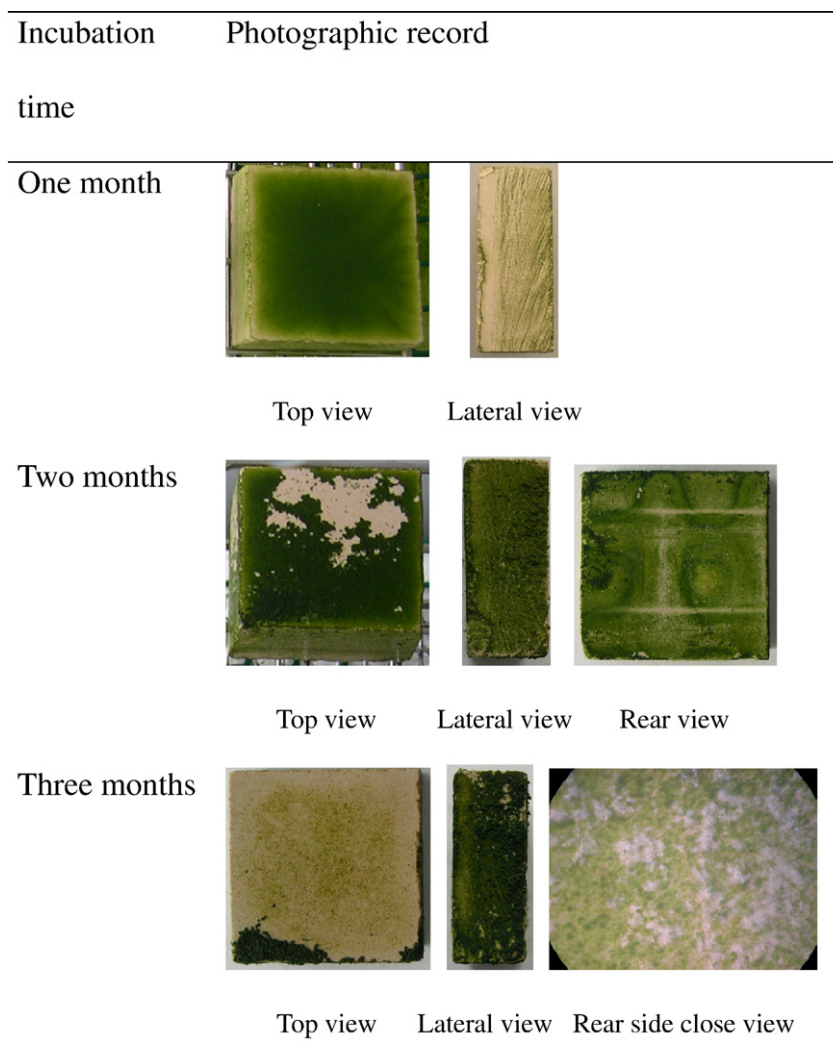 Incubation Photographic record
time
One month
Top view Lateral view
Two months
Top view Lateral view Rear view
Three months
Top view Lateral view Rear side close view